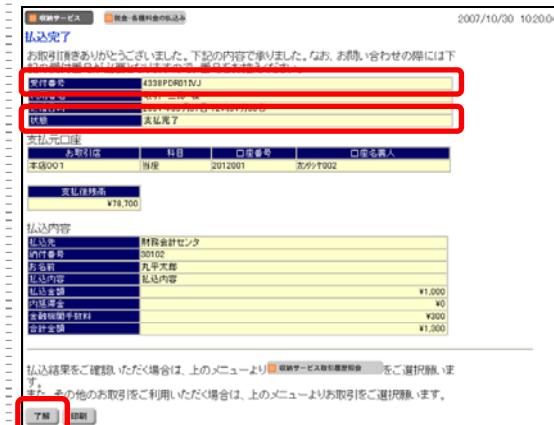 収納サービス 税金・各種料金の払込み 2007/10/30 10:20:04
払込完了
お取引頂きありがとうございました。下記の内容で承りました。なお、お問い合わせの際には下
受付番号 4338PDR01IVJ
状態 支払完了
支払元口座
お取引店 科目 口座番号 口座名義人
本店001 当座 2012001
支払後残高
¥78,700
払込内容
払込先 財務会計センタ
納付番号 30102
お名前 九平太郎
払込内容 払込内容
払込金額 ¥1,000
内延滞金 ¥0
金融機関手数料 ¥300
合計金額 ¥1,300
払込結果をご確認いただく場合は、上のメニューより 収納サービス取引履歴照会 をご選択願いま
す。
また、その他のお取引をご利用いただく場合は、上のメニューよりお取引をご選択願います。
了解 印刷